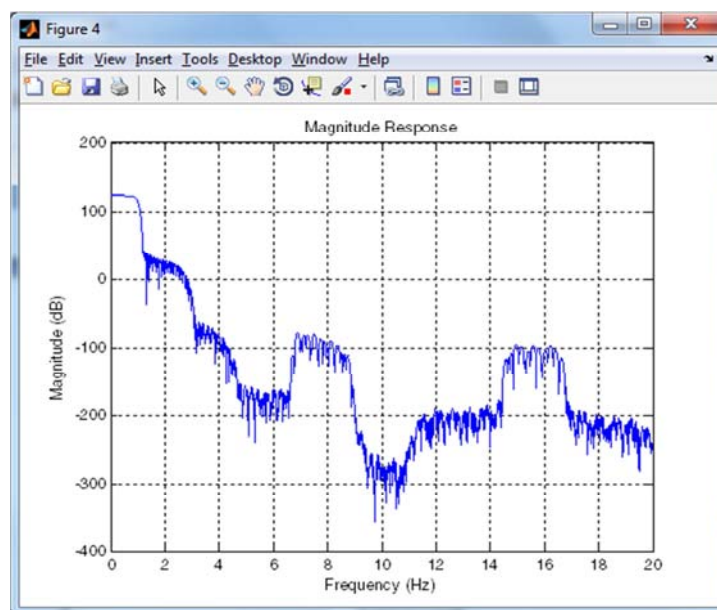 Figure 4
File Edit View Insert Tools Desktop Window Help
Magnitude Response
200
100
0
-100
-200
-300
-400
Magnitude (dB)
0 2 4 6 8 10 12 14 16 18 20
Frequency (Hz)